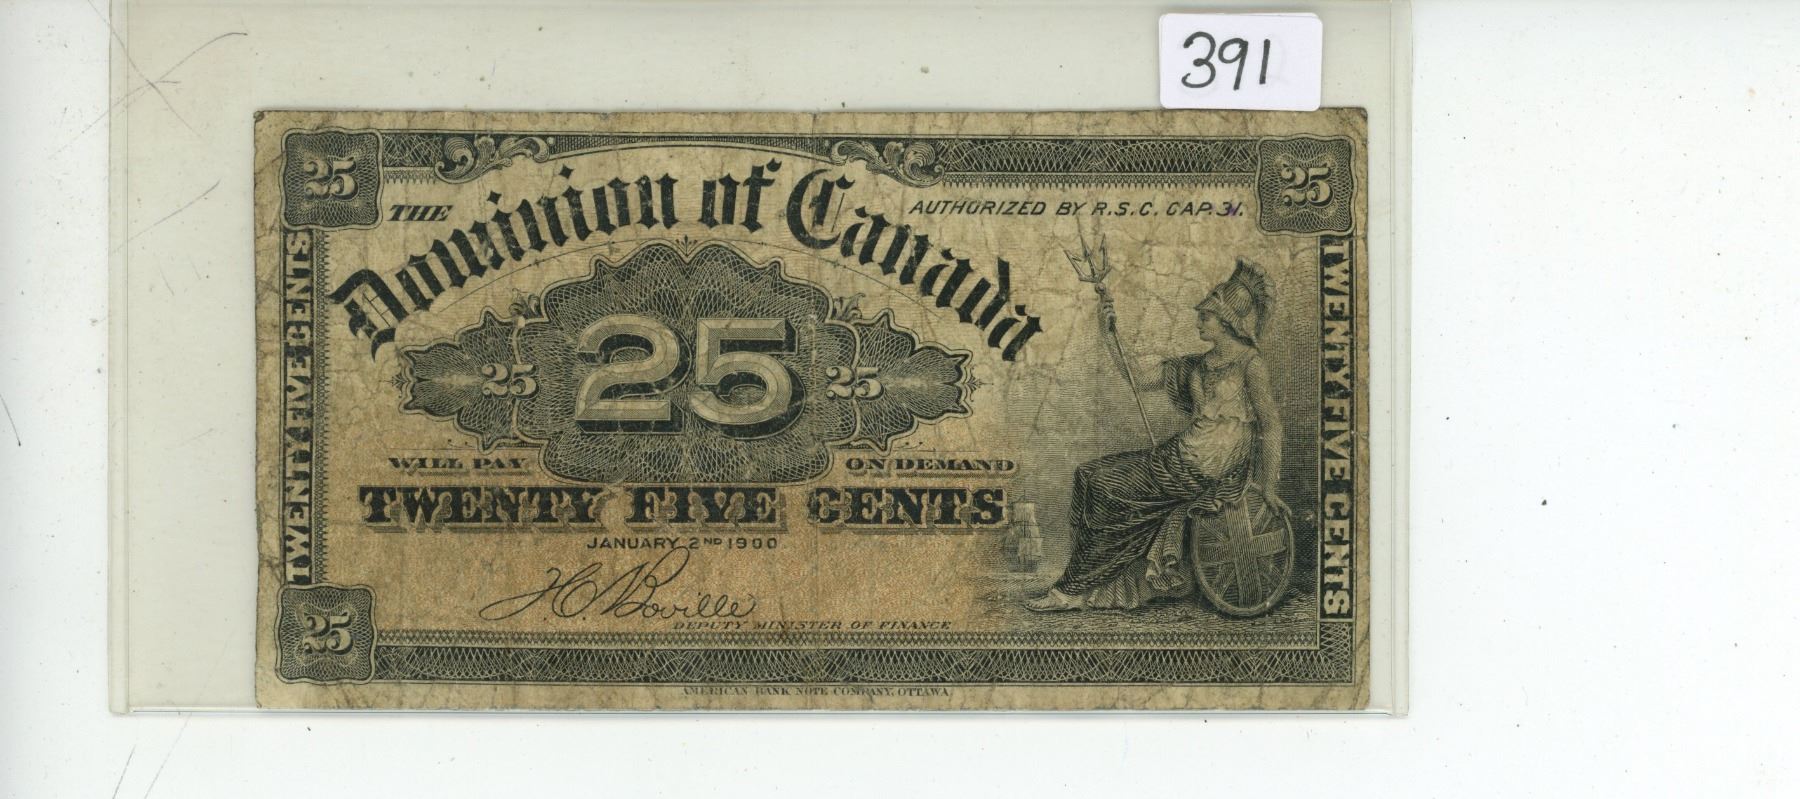 391
25
25
THE Dominion of Canada
AUTHORIZED BY R.S.C. CAP. 31.
TWENTY FIVE CENTS
TWENTY FIVE CENTS
25 25 25
WILL PAY ON DEMAND
TWENTY FIVE CENTS
JANUARY 2ND 1900
H C Boville
DEPUTY MINISTER OF FINANCE
25
AMERICAN BANK NOTE COMPANY, OTTAWA